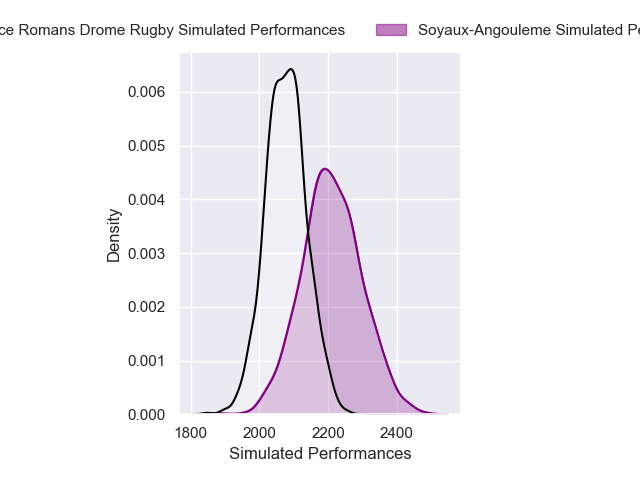 ce Romans Drome Rugby Simulated Performances
Soyaux-Angouleme Simulated Pe
0.006
0.005
0.004
0.003
0.002
0.001
0.000
Density
1800 2000 2200 2400
Simulated Performances